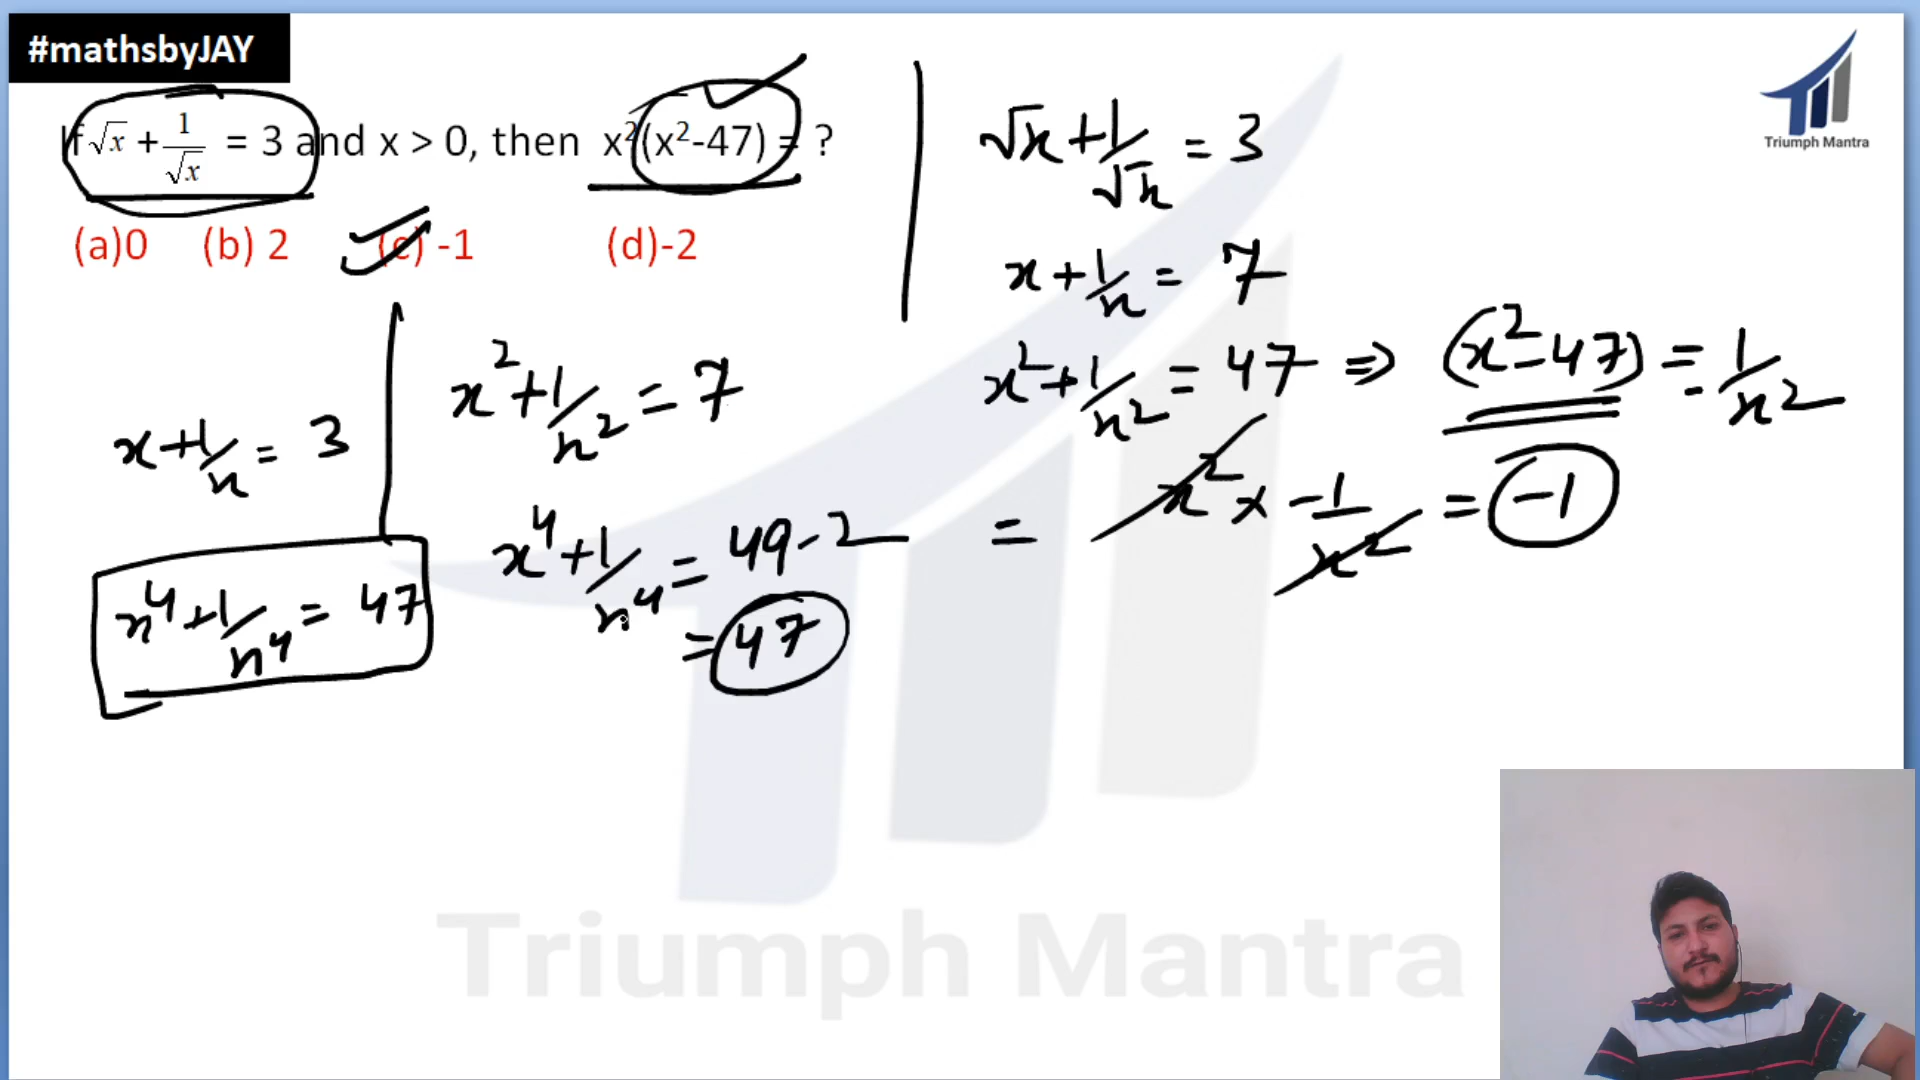 #mathsbyJAY
Triumph Mantra
If √x + 1/√x = 3 and x > 0, then x²(x²-47) = ?
(a)0 (b) 2 (c) -1 (d)-2
√x + 1/√x = 3
x + 1/x = 7
x² + 1/x² = 47 ⇒ (x² - 47) = - 1/x²
= x² × -1/x² = -1
x + 1/x = 3
x⁴ + 1/x⁴ = 47
x² + 1/x² = 7
x⁴ + 1/x⁴ = 49 - 2
= 47
Triumph Mantra